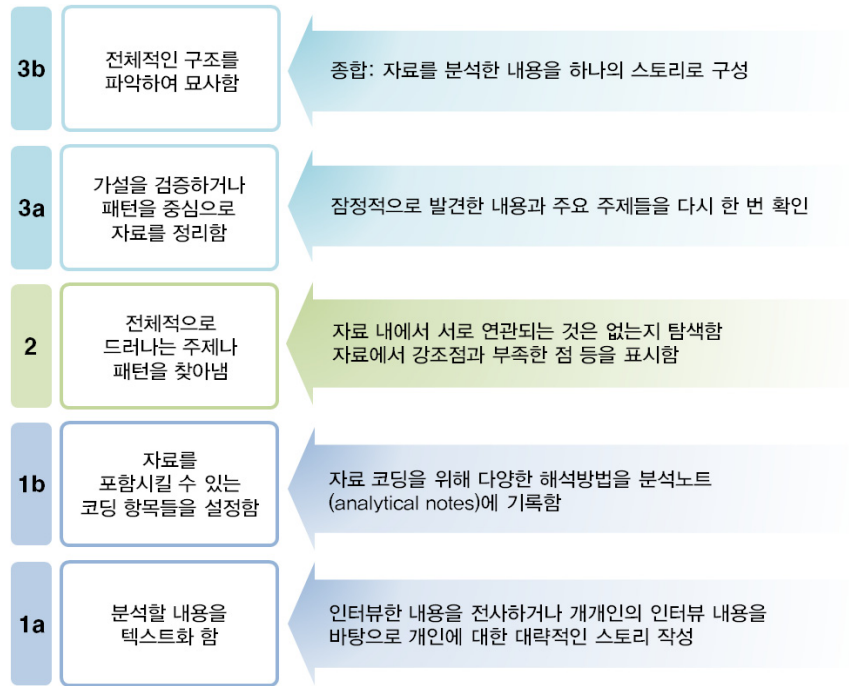 3b
전체적인 구조를
파악하여 묘사함
종합: 자료를 분석한 내용을 하나의 스토리로 구성
3a
가설을 검증하거나
패턴을 중심으로
자료를 정리함
잠정적으로 발견한 내용과 주요 주제들을 다시 한 번 확인
2
전체적으로
드러나는 주제나
패턴을 찾아냄
자료 내에서 서로 연관되는 것은 없는지 탐색함
자료에서 강조점과 부족한 점 등을 표시함
1b
자료를
포함시킬 수 있는
코딩 항목들을 설정함
자료 코딩을 위해 다양한 해석방법을 분석노트
(analytical notes)에 기록함
1a
분석할 내용을
텍스트화 함
인터뷰한 내용을 전사하거나 개개인의 인터뷰 내용을
바탕으로 개인에 대한 대략적인 스토리 작성